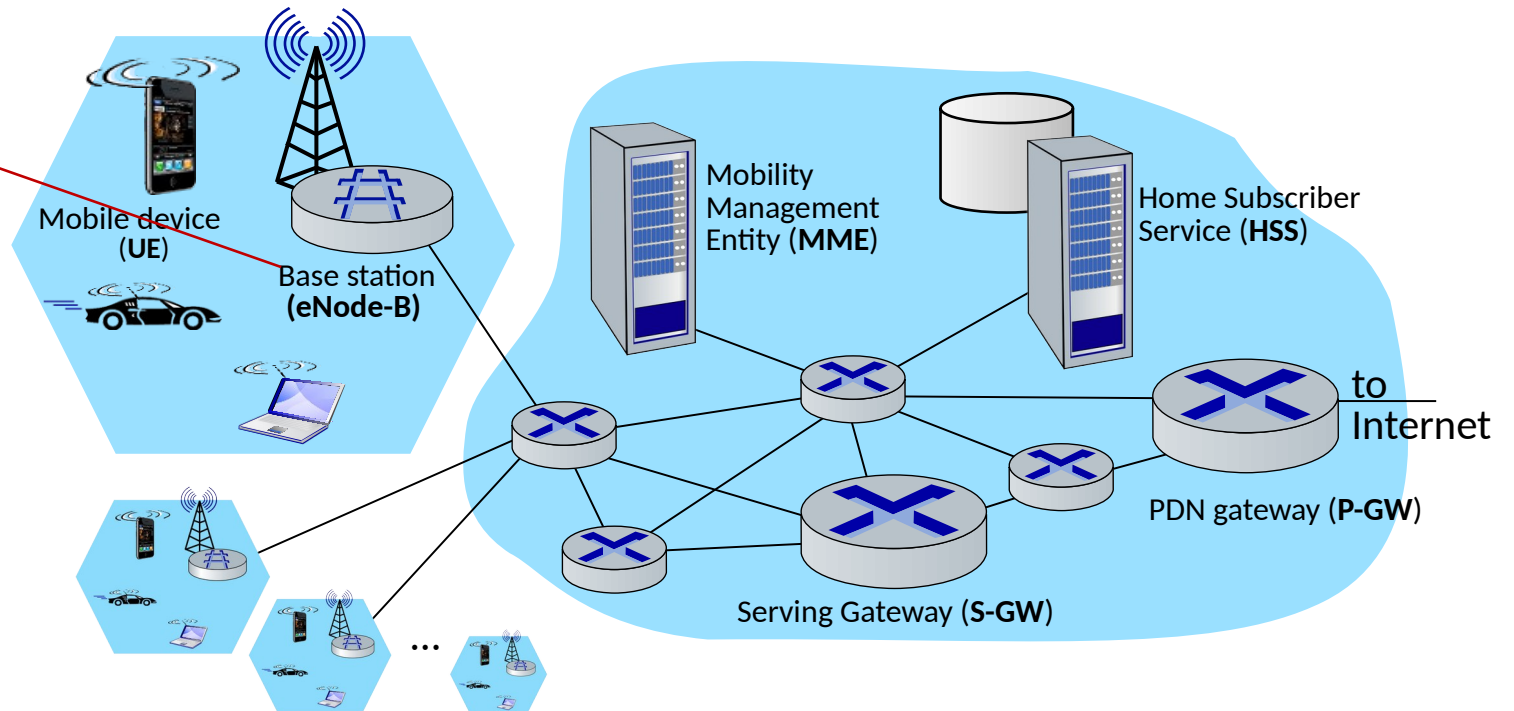 Mobile device
(UE)
Base station
(eNode-B)
Mobility
Management
Entity (MME)
Home Subscriber
Service (HSS)
to
Internet
PDN gateway (P-GW)
Serving Gateway (S-GW)
...